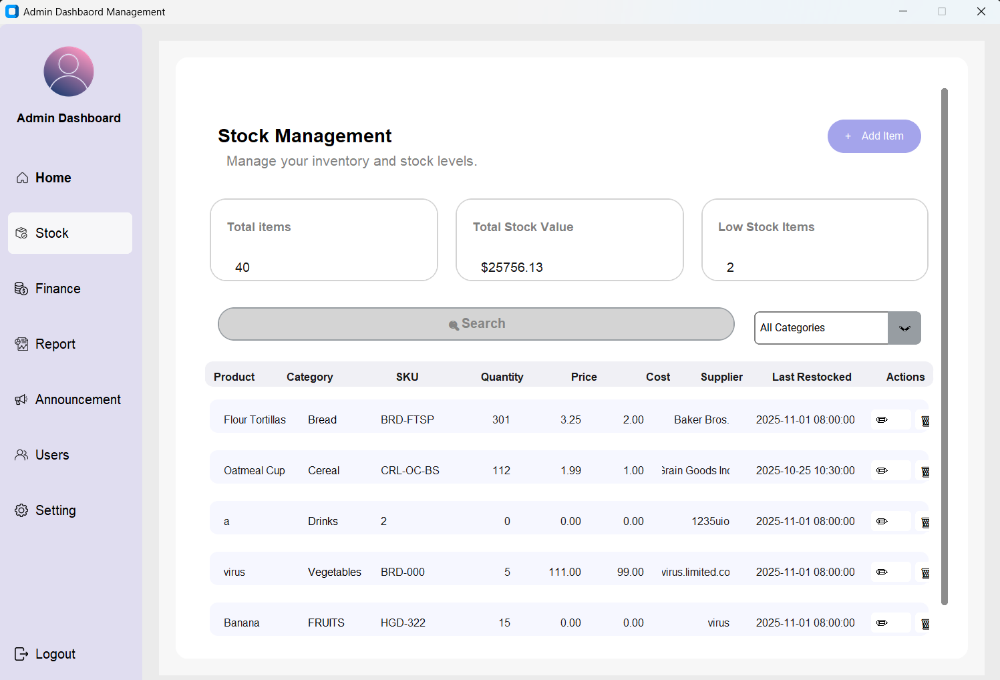 Admin Dashbaord Management
Admin Dashboard
Home
Stock
Finance
Report
Announcement
Users
Setting
Logout
Stock Management
Manage your inventory and stock levels.
+ Add Item
Total items
40
Total Stock Value
$25756.13
Low Stock Items
2
Search
All Categories
Product Category SKU Quantity Price Cost Supplier Last Restocked Actions
Flour Tortillas Bread BRD-FTSP 301 3.25 2.00 Baker Bros. 2025-11-01 08:00:00
Oatmeal Cup Cereal CRL-OC-BS 112 1.99 1.00 Grain Goods Inc 2025-10-25 10:30:00
a Drinks 2 0 0.00 0.00 1235uio 2025-11-01 08:00:00
virus Vegetables BRD-000 5 111.00 99.00 virus.limited.co 2025-11-01 08:00:00
Banana FRUITS HGD-322 15 0.00 0.00 virus 2025-11-01 08:00:00